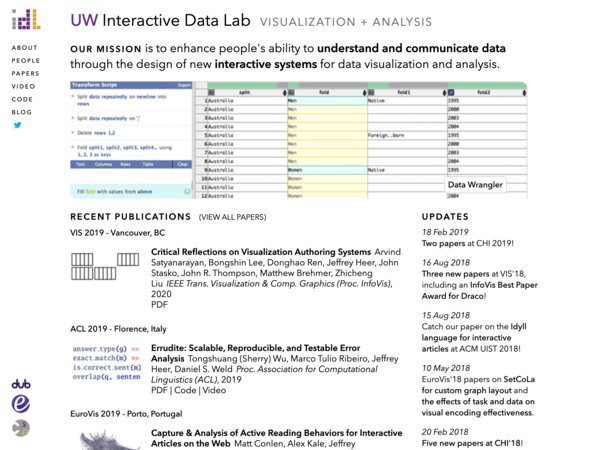 idl
UW Interactive Data Lab VISUALIZATION + ANALYSIS
ABOUT
PEOPLE
PAPERS
VIDEO
CODE
BLOG
OUR MISSION is to enhance people's ability to understand and communicate data
through the design of new interactive systems for data visualization and analysis.
Transform Script Export
Split data repeatedly on newline into
rows
Split data repeatedly on ','
Delete rows 1,2
Fold split1, split2, split3, split4... using
1, 2, 3 as keys
Text Columns Rows Table Clear
Fill fold with values from above
split fold fold1 fold2
1 Australia Men Native 1995
2 Australia Men 2000
3 Australia Men 2003
4 Australia Men 2004
5 Australia Men Foreign..born 1995
6 Australia Men 2000
7 Australia Men 2003
8 Australia Men 2004
9 Australia Women Native 1995
10 Australia Women
11 Australia Women
12 Australia Women 2004
Data Wrangler
RECENT PUBLICATIONS (VIEW ALL PAPERS)
VIS 2019 - Vancouver, BC
Critical Reflections on Visualization Authoring Systems Arvind
Satyanarayan, Bongshin Lee, Donghao Ren, Jeffrey Heer, John
Stasko, John R. Thompson, Matthew Brehmer, Zhicheng
Liu IEEE Trans. Visualization & Comp. Graphics (Proc. InfoVis),
2020
PDF
ACL 2019 - Florence, Italy
answer.type(g) ==
exact.match(m) ==
is.correct.sent(m)
overlap(q, senten
Errudite: Scalable, Reproducible, and Testable Error
Analysis Tongshuang (Sherry) Wu, Marco Tulio Ribeiro, Jeffrey
Heer, Daniel S. Weld Proc. Association for Computational
Linguistics (ACL), 2019
PDF | Code | Video
EuroVis 2019 - Porto, Portugal
Capture & Analysis of Active Reading Behaviors for Interactive
Articles on the Web Matt Conlen, Alex Kale, Jeffrey
UPDATES
18 Feb 2019
Two papers at CHI 2019!
16 Aug 2018
Three new papers at VIS'18,
including an InfoVis Best Paper
Award for Draco!
15 Aug 2018
Catch our paper on the Idyll
language for interactive
articles at ACM UIST 2018!
10 May 2018
EuroVis'18 papers on SetCoLa
for custom graph layout and
the effects of task and data on
visual encoding effectiveness.
20 Feb 2018
Five new papers at CHI'18!
dub
e